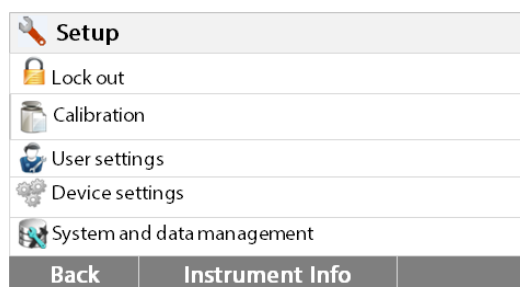 Setup
Lock out
Calibration
User settings
Device settings
System and data management
Back Instrument Info